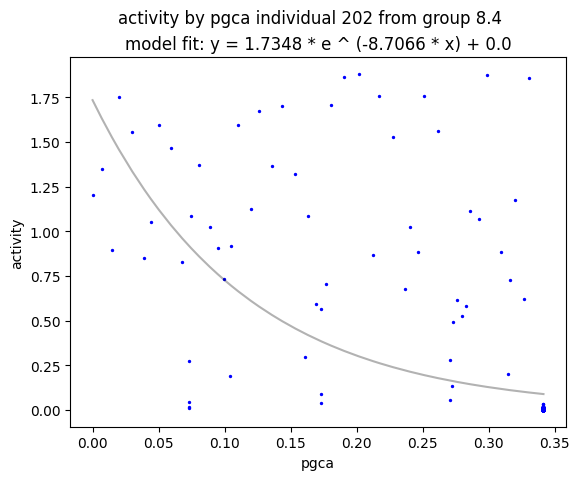 activity by pgca individual 202 from group 8.4
model fit: y = 1.7348 * e ^ (-8.7066 * x) + 0.0
1.75
1.50
1.25
1.00
0.75
0.50
0.25
0.00
activity
0.00 0.05 0.10 0.15 0.20 0.25 0.30 0.35
pgca